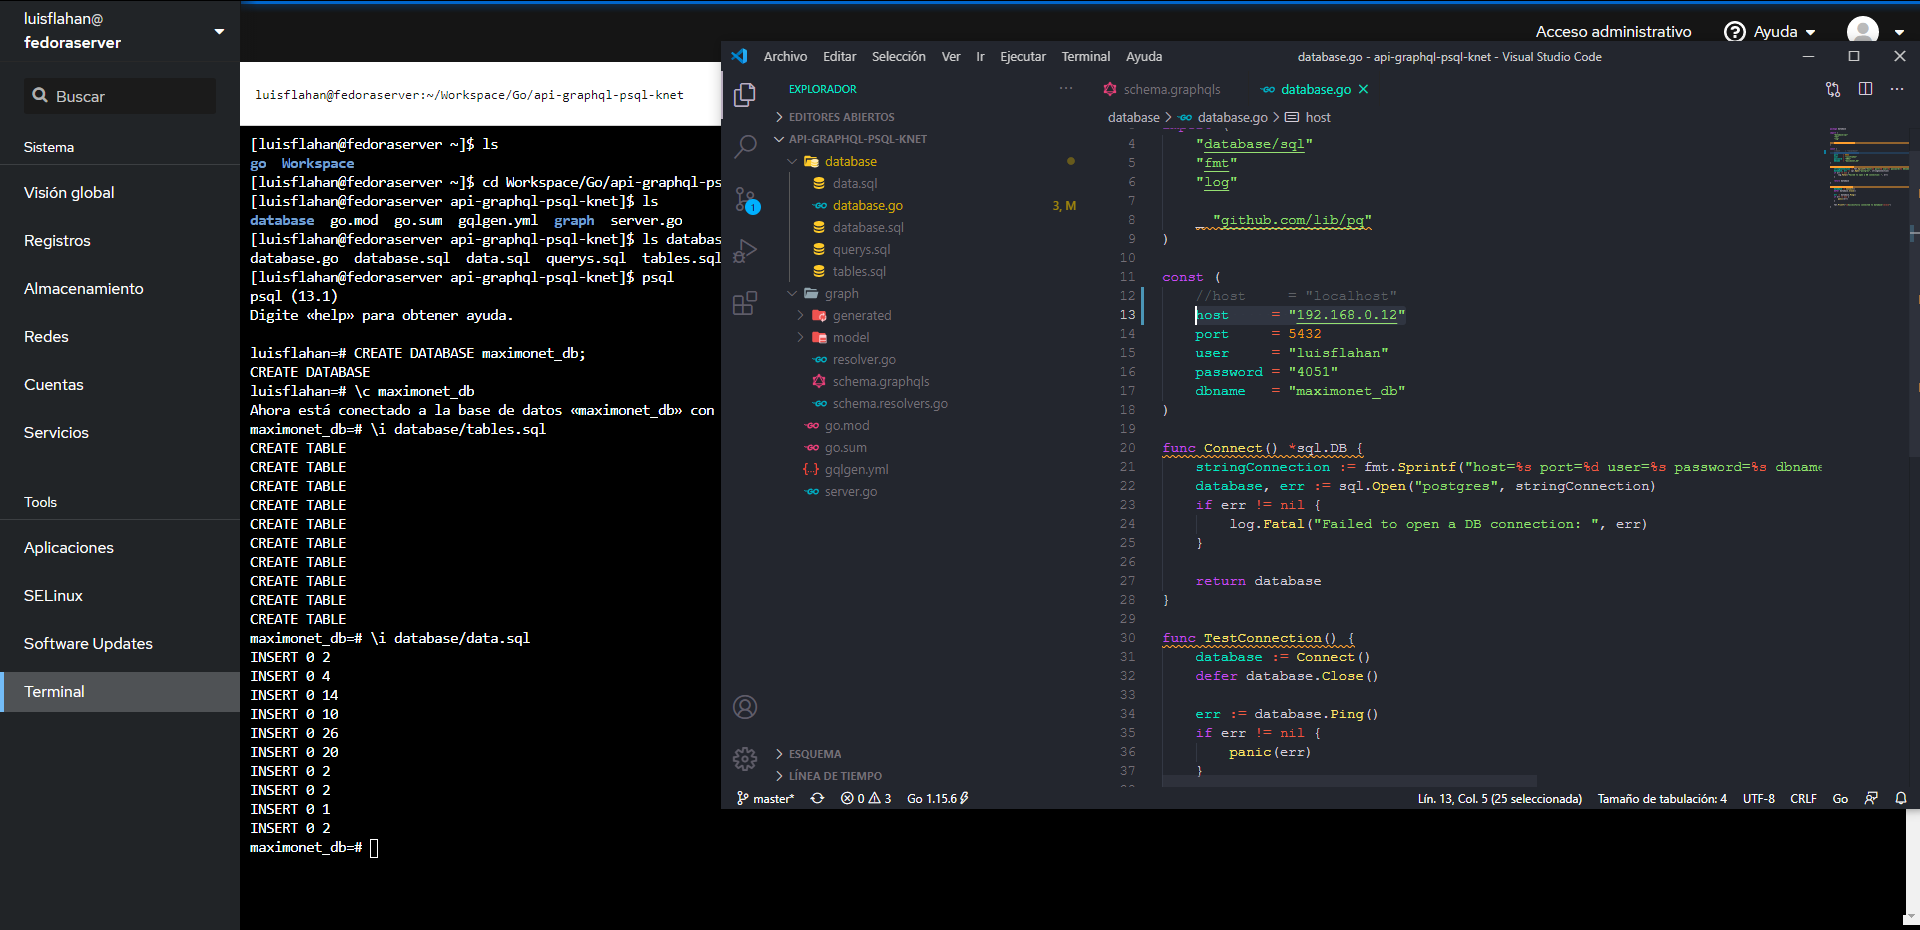 luisflahan@
fedoraserver
Buscar
Sistema
Visión global
Registros
Almacenamiento
Redes
Cuentas
Servicios
Tools
Aplicaciones
SELinux
Software Updates
Terminal
Acceso administrativo
Ayuda
luisflahan@fedoraserver:~/Workspace/Go/api-graphql-psql-knet
[luisflahan@fedoraserver ~]$ ls
go  Workspace
[luisflahan@fedoraserver ~]$ cd Workspace/Go/api-graphql-ps
[luisflahan@fedoraserver api-graphql-psql-knet]$ ls
database  go.mod  go.sum  gqlgen.yml  graph  server.go
[luisflahan@fedoraserver api-graphql-psql-knet]$ ls databas
database.go  database.sql  data.sql  querys.sql  tables.sql
[luisflahan@fedoraserver api-graphql-psql-knet]$ psql
psql (13.1)
Digite «help» para obtener ayuda.
luisflahan=# CREATE DATABASE maximonet_db;
CREATE DATABASE
luisflahan=# \c maximonet_db
Ahora está conectado a la base de datos «maximonet_db» con
maximonet_db=# \i database/tables.sql
CREATE TABLE
CREATE TABLE
CREATE TABLE
CREATE TABLE
CREATE TABLE
CREATE TABLE
CREATE TABLE
CREATE TABLE
CREATE TABLE
CREATE TABLE
maximonet_db=# \i database/data.sql
INSERT 0 2
INSERT 0 4
INSERT 0 14
INSERT 0 10
INSERT 0 26
INSERT 0 20
INSERT 0 2
INSERT 0 2
INSERT 0 1
INSERT 0 2
maximonet_db=#
Archivo Editar Selección Ver Ir Ejecutar Terminal Ayuda
database.go - api-graphql-psql-knet - Visual Studio Code
EXPLORADOR
EDITORES ABIERTOS
API-GRAPHQL-PSQL-KNET
database
data.sql
database.go 3, M
database.sql
querys.sql
tables.sql
graph
generated
model
resolver.go
schema.graphqls
schema.resolvers.go
go.mod
go.sum
gqlgen.yml
server.go
ESQUEMA
LÍNEA DE TIEMPO
1
schema.graphqls
database.go
database > database.go > host
4 "database/sql"
5 "fmt"
6 "log"
7
8 _ "github.com/lib/pq"
9 )
10
11 const (
12 //host     = "localhost"
13 host     = "192.168.0.12"
14 port     = 5432
15 user     = "luisflahan"
16 password = "4051"
17 dbname   = "maximonet_db"
18 )
19
20 func Connect() *sql.DB {
21 stringConnection := fmt.Sprintf("host=%s port=%d user=%s password=%s dbname
22 database, err := sql.Open("postgres", stringConnection)
23 if err != nil {
24 log.Fatal("Failed to open a DB connection: ", err)
25 }
26
27 return database
28 }
29
30 func TestConnection() {
31 database := Connect()
32 defer database.Close()
33
34 err := database.Ping()
35 if err != nil {
36 panic(err)
37 }
master* 0 3 Go 1.15.6
Lín. 13, Col. 5 (25 seleccionada) Tamaño de tabulación: 4 UTF-8 CRLF Go